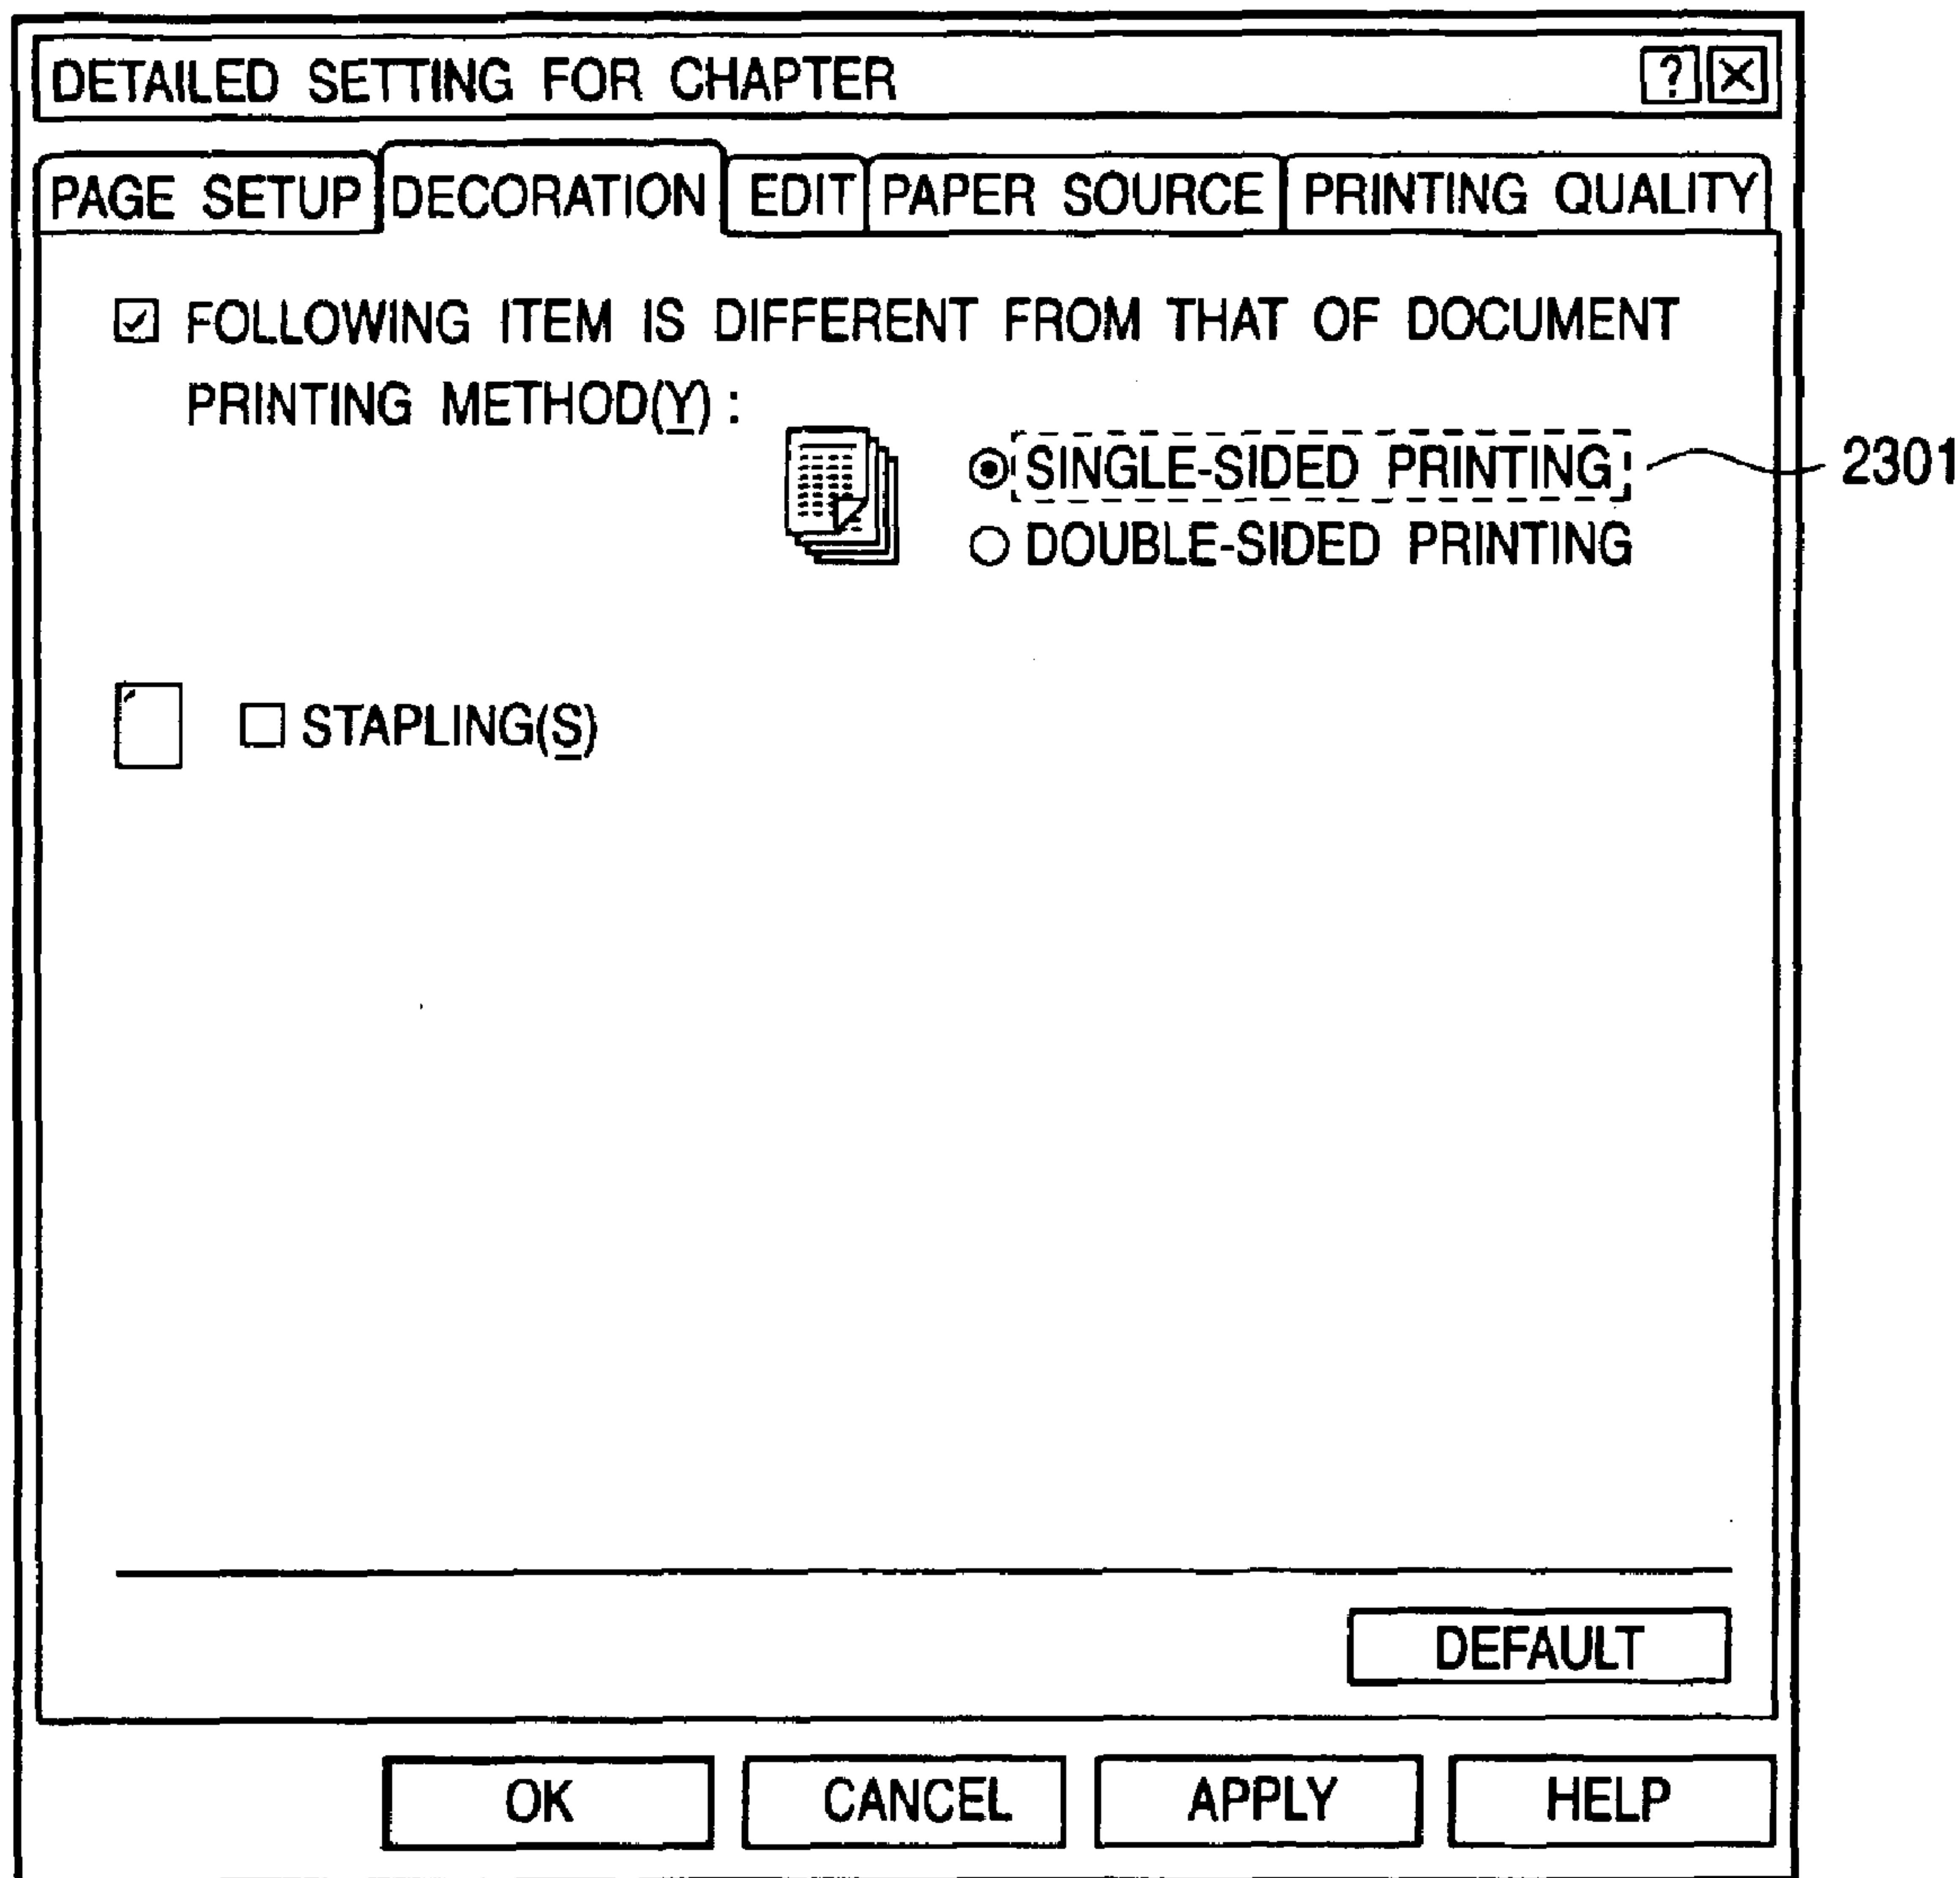 DETAILED SETTING FOR CHAPTER ? X
PAGE SETUP DECORATION EDIT PAPER SOURCE PRINTING QUALITY
FOLLOWING ITEM IS DIFFERENT FROM THAT OF DOCUMENT
PRINTING METHOD(Y) :
SINGLE-SIDED PRINTING 2301
DOUBLE-SIDED PRINTING
STAPLING(S)
DEFAULT
OK CANCEL APPLY HELP